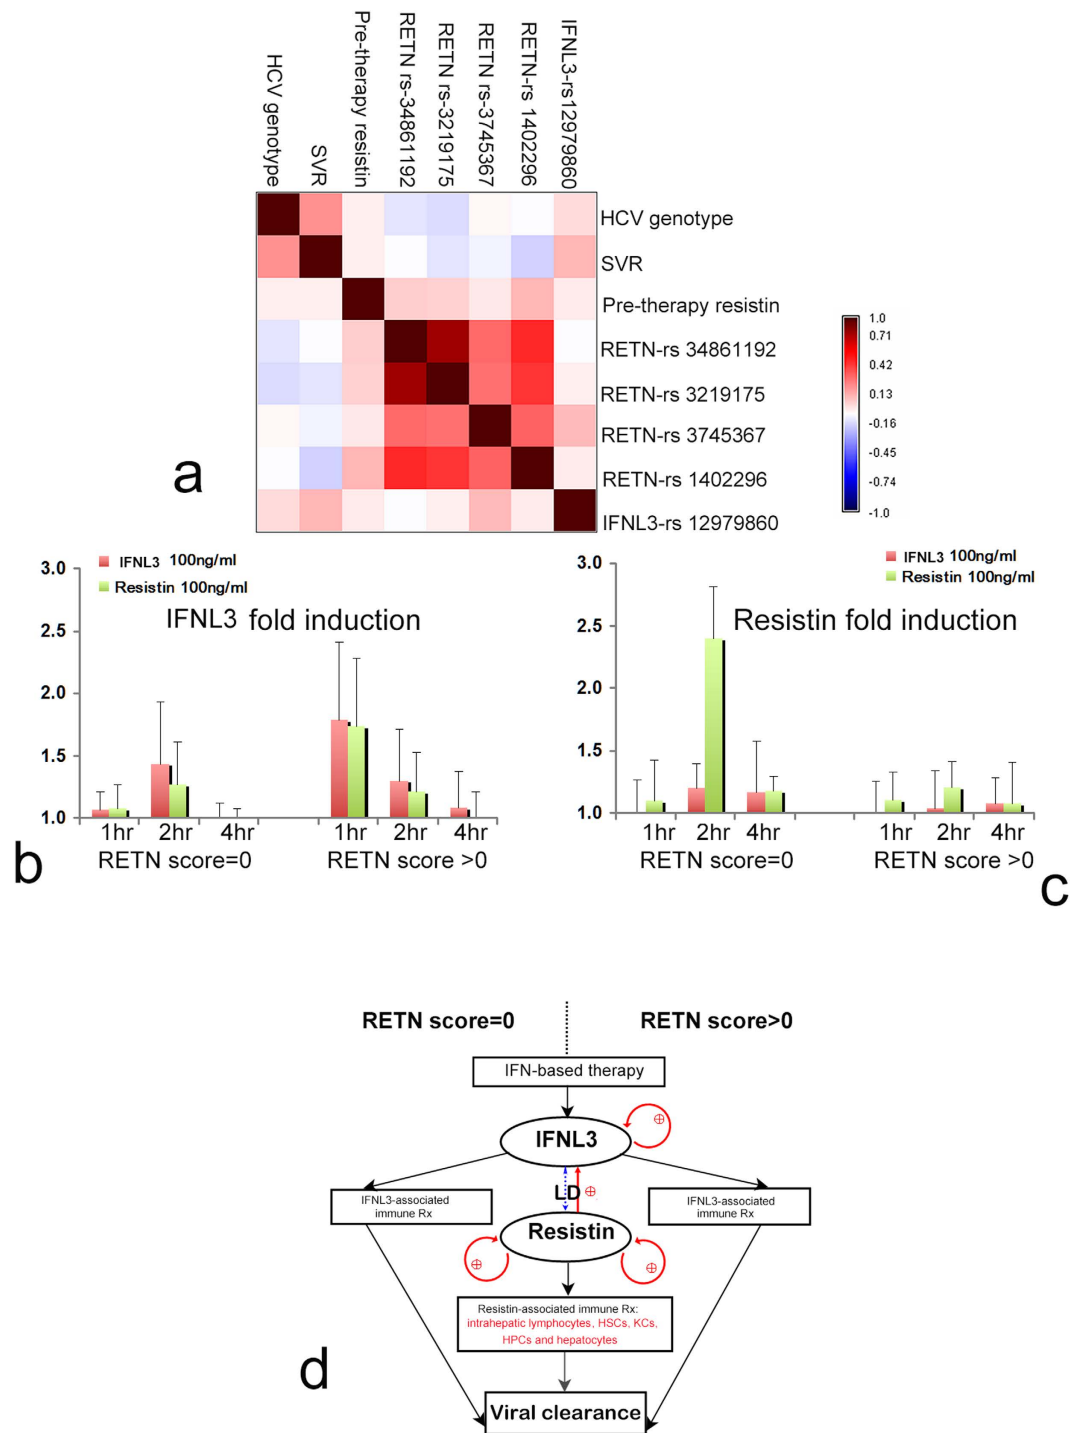 HCV genotype
SVR
Pre-therapy resistin
RETN rs-34861192
RETN rs-3219175
RETN rs-3745367
RETN-rs 1402296
IFNL3-rs12979860
HCV genotype
SVR
Pre-therapy resistin
RETN-rs 34861192
RETN-rs 3219175
RETN-rs 3745367
RETN-rs 1402296
IFNL3-rs 12979860
1.0
0.71
0.42
0.13
-0.16
-0.45
-0.74
-1.0
a
IFNL3 100ng/ml
Resistin 100ng/ml
IFNL3 fold induction
3.0
2.5
2.0
1.5
1.0
1hr 2hr 4hr 1hr 2hr 4hr
RETN score=0 RETN score >0
b
IFNL3 100ng/ml
Resistin 100ng/ml
Resistin fold induction
3.0
2.5
2.0
1.5
1.0
1hr 2hr 4hr 1hr 2hr 4hr
RETN score=0 RETN score >0
c
RETN score=0 RETN score>0
IFN-based therapy
IFNL3
LD
IFNL3-associated
immune Rx
IFNL3-associated
immune Rx
Resistin
Resistin-associated immune Rx:
intrahepatic lymphocytes, HSCs, KCs,
HPCs and hepatocytes
d
Viral clearance